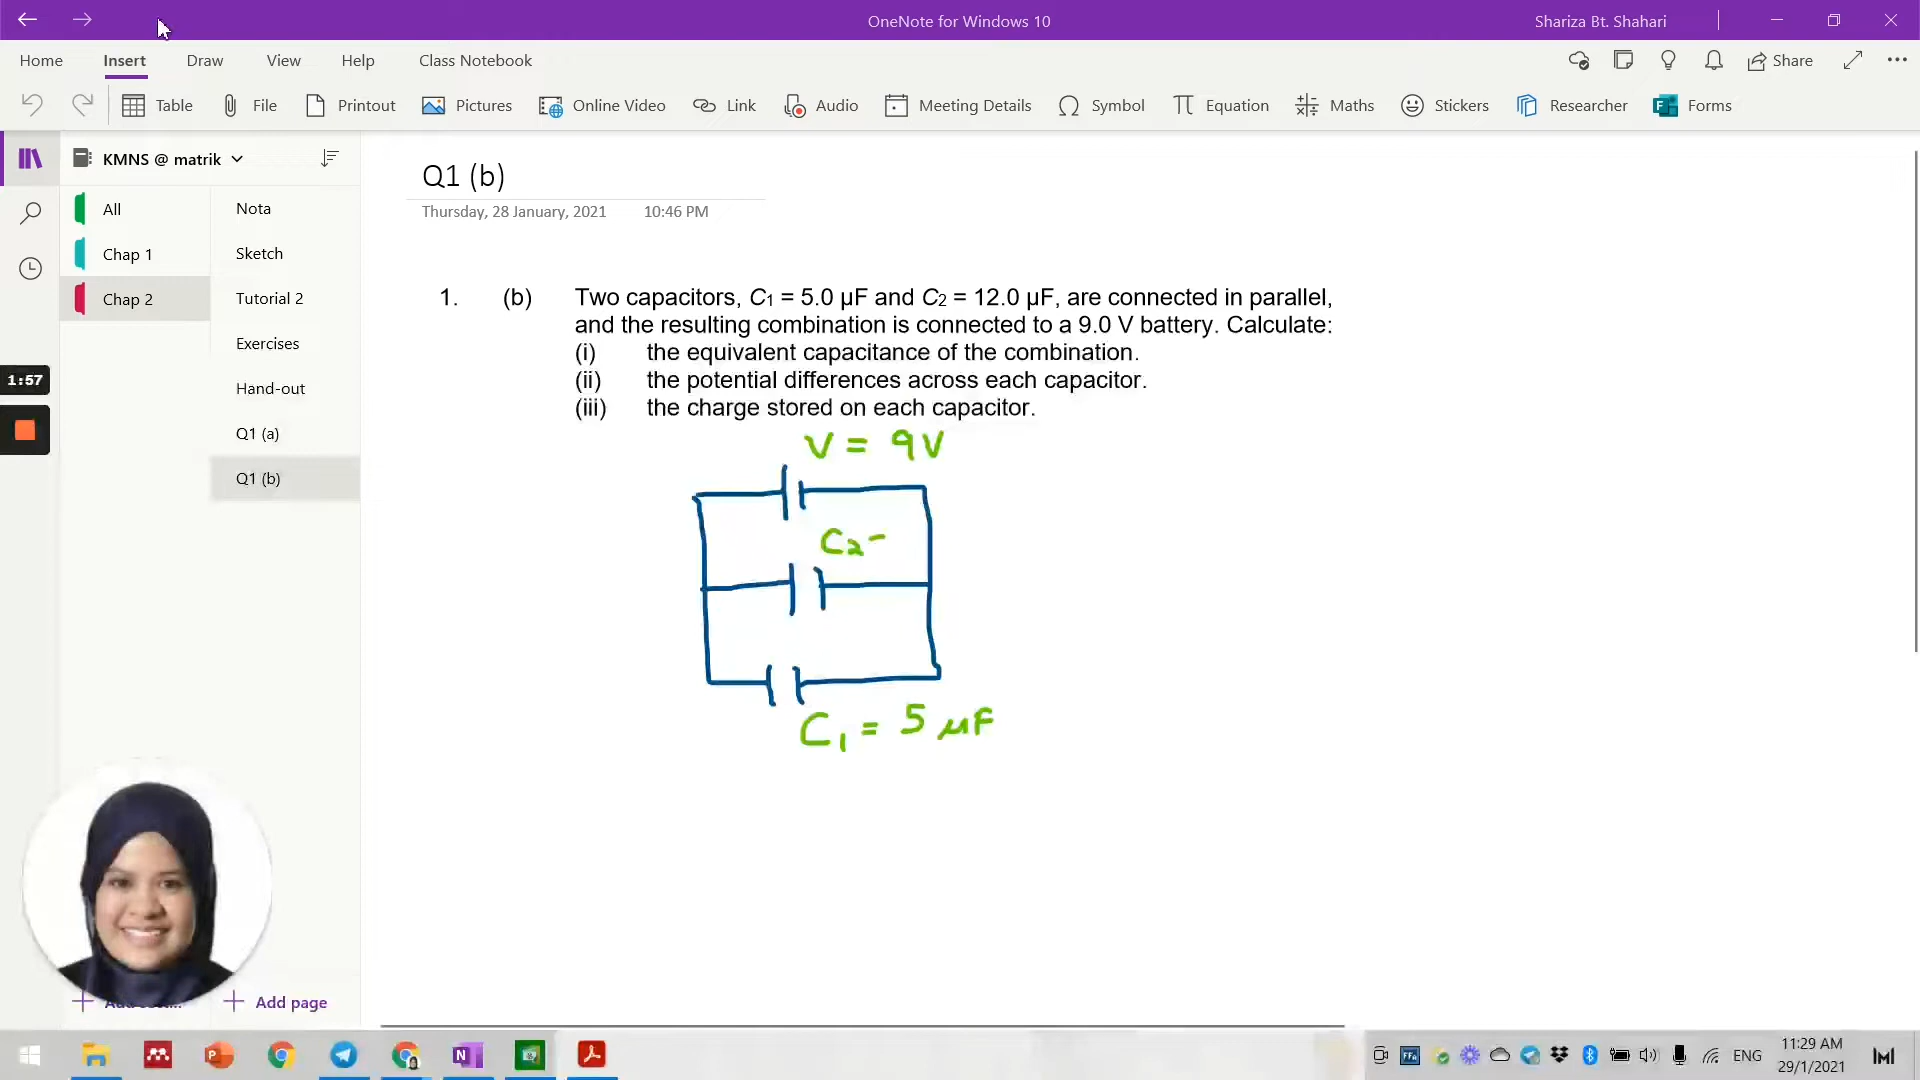 OneNote for Windows 10
Shariza Bt. Shahari
Home Insert Draw View Help Class Notebook
Share
Table File Printout Pictures Online Video Link Audio Meeting Details Symbol Equation Maths Stickers Researcher Forms
KMNS @ matrik
All
Chap 1
Chap 2
Nota
Sketch
Tutorial 2
Exercises
Hand-out
Q1 (a)
Q1 (b)
1:57
Q1 (b)
Thursday, 28 January, 2021 10:46 PM
1. (b) Two capacitors, C1 = 5.0 µF and C2 = 12.0 µF, are connected in parallel,
and the resulting combination is connected to a 9.0 V battery. Calculate:
(i) the equivalent capacitance of the combination.
(ii) the potential differences across each capacitor.
(iii) the charge stored on each capacitor.
V = 9V
C2 -
C1 = 5 µF
Add page
ENG
11:29 AM
29/1/2021